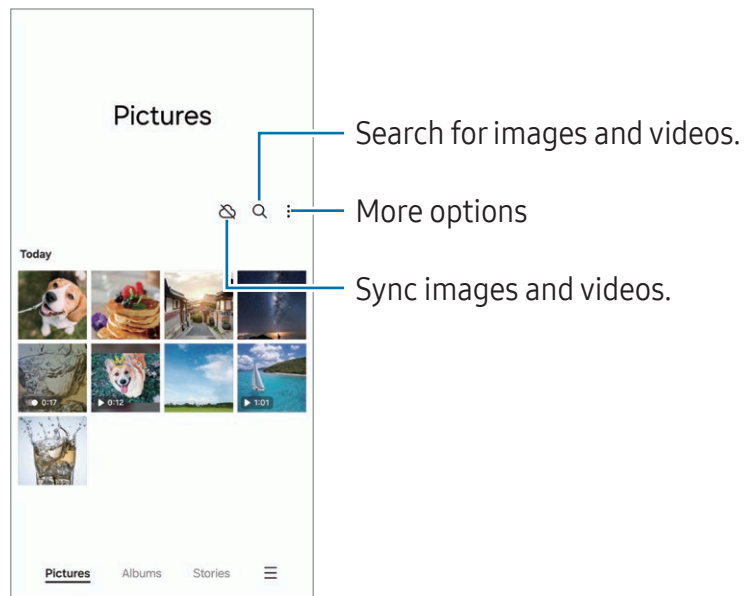 Pictures
Search for images and videos.
More options
Sync images and videos.
Today
0:17
0:12
1:01
Pictures Albums Stories